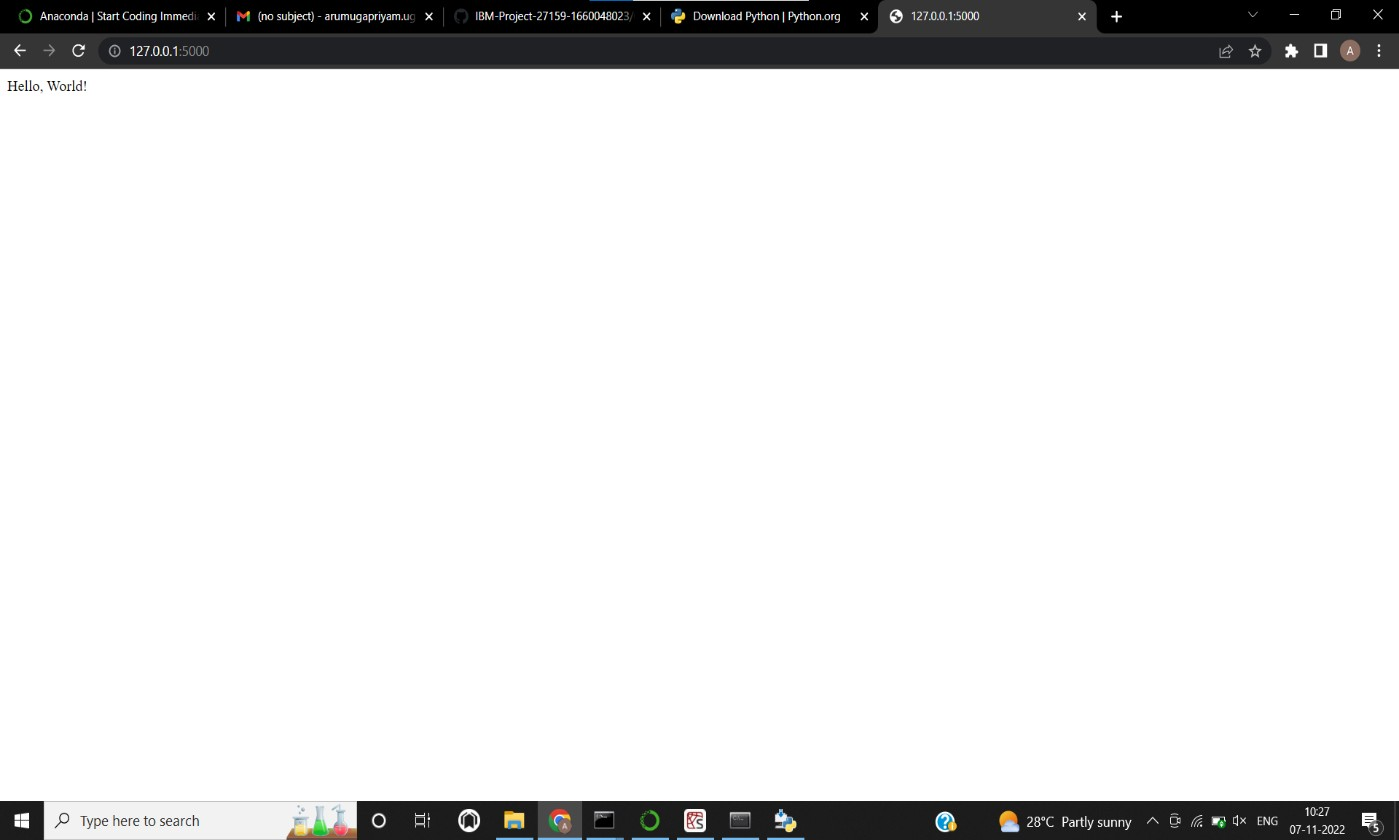 Anaconda | Start Coding Immedi
(no subject) - arumugapriyam.ug
IBM-Project-27159-1660048023/
Download Python | Python.org
127.0.0.1:5000
127.0.0.1:5000
A
Hello, World!
Type here to search
28°C Partly sunny
ENG
10:27
07-11-2022
5